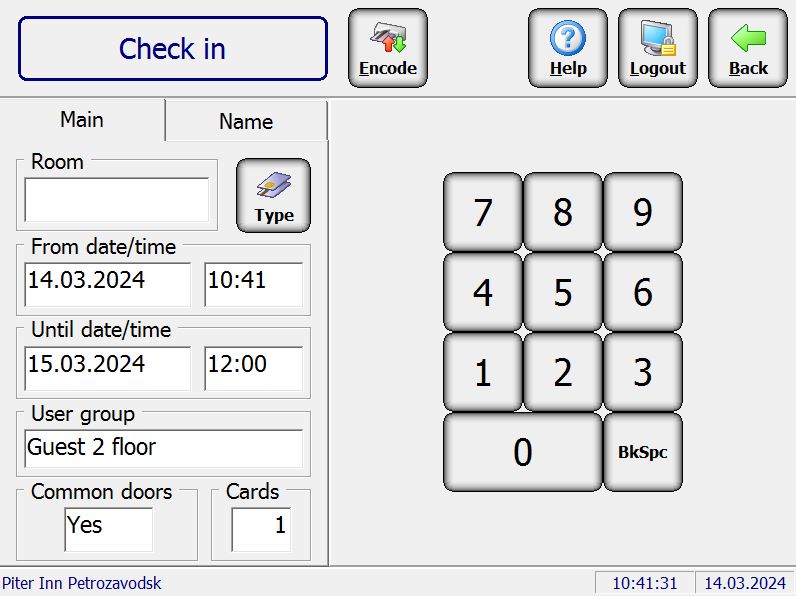 Check in
Encode
Help
Logout
Back
Main
Name
Room
Type
From date/time
14.03.2024 10:41
Until date/time
15.03.2024 12:00
User group
Guest 2 floor
Common doors
Cards
Yes
1
7 8 9
4 5 6
1 2 3
0 BkSpc
Piter Inn Petrozavodsk
10:41:31 14.03.2024